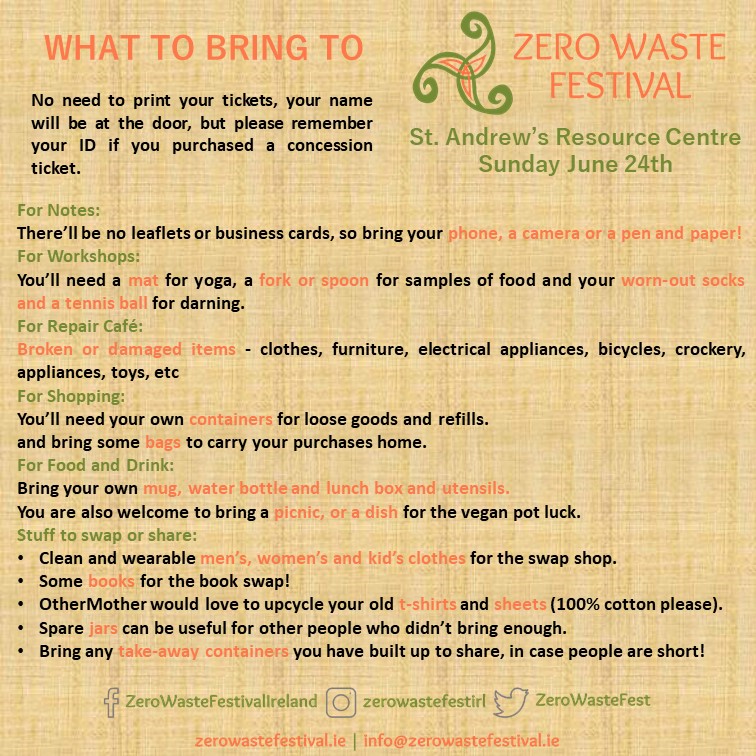 WHAT TO BRING TO
ZERO WASTE
FESTIVAL
St. Andrew's Resource Centre
Sunday June 24th
No need to print your tickets, your name
will be at the door, but please remember
your ID if you purchased a concession
ticket.
For Notes:
There'll be no leaflets or business cards, so bring your phone, a camera or a pen and paper!
For Workshops:
You'll need a mat for yoga, a fork or spoon for samples of food and your worn-out socks
and a tennis ball for darning.
For Repair Café:
Broken or damaged items - clothes, furniture, electrical appliances, bicycles, crockery,
appliances, toys, etc
For Shopping:
You'll need your own containers for loose goods and refills.
and bring some bags to carry your purchases home.
For Food and Drink:
Bring your own mug, water bottle and lunch box and utensils.
You are also welcome to bring a picnic, or a dish for the vegan pot luck.
Stuff to swap or share:
• Clean and wearable men's, women's and kid's clothes for the swap shop.
• Some books for the book swap!
• OtherMother would love to upcycle your old t-shirts and sheets (100% cotton please).
• Spare jars can be useful for other people who didn't bring enough.
• Bring any take-away containers you have built up to share, in case people are short!
ZeroWasteFestivalIreland zerowastefestirl ZeroWasteFest
zerowastefestival.ie | info@zerowastefestival.ie